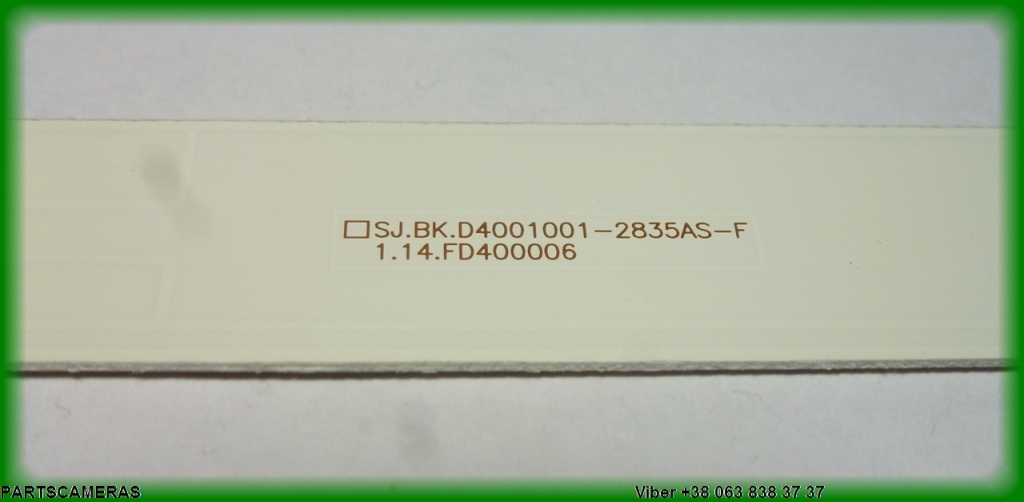 □SJ.BK.D4001001-2835AS-F
1.14.FD400006
PARTSCAMERAS
Viber +38 063 838 37 37